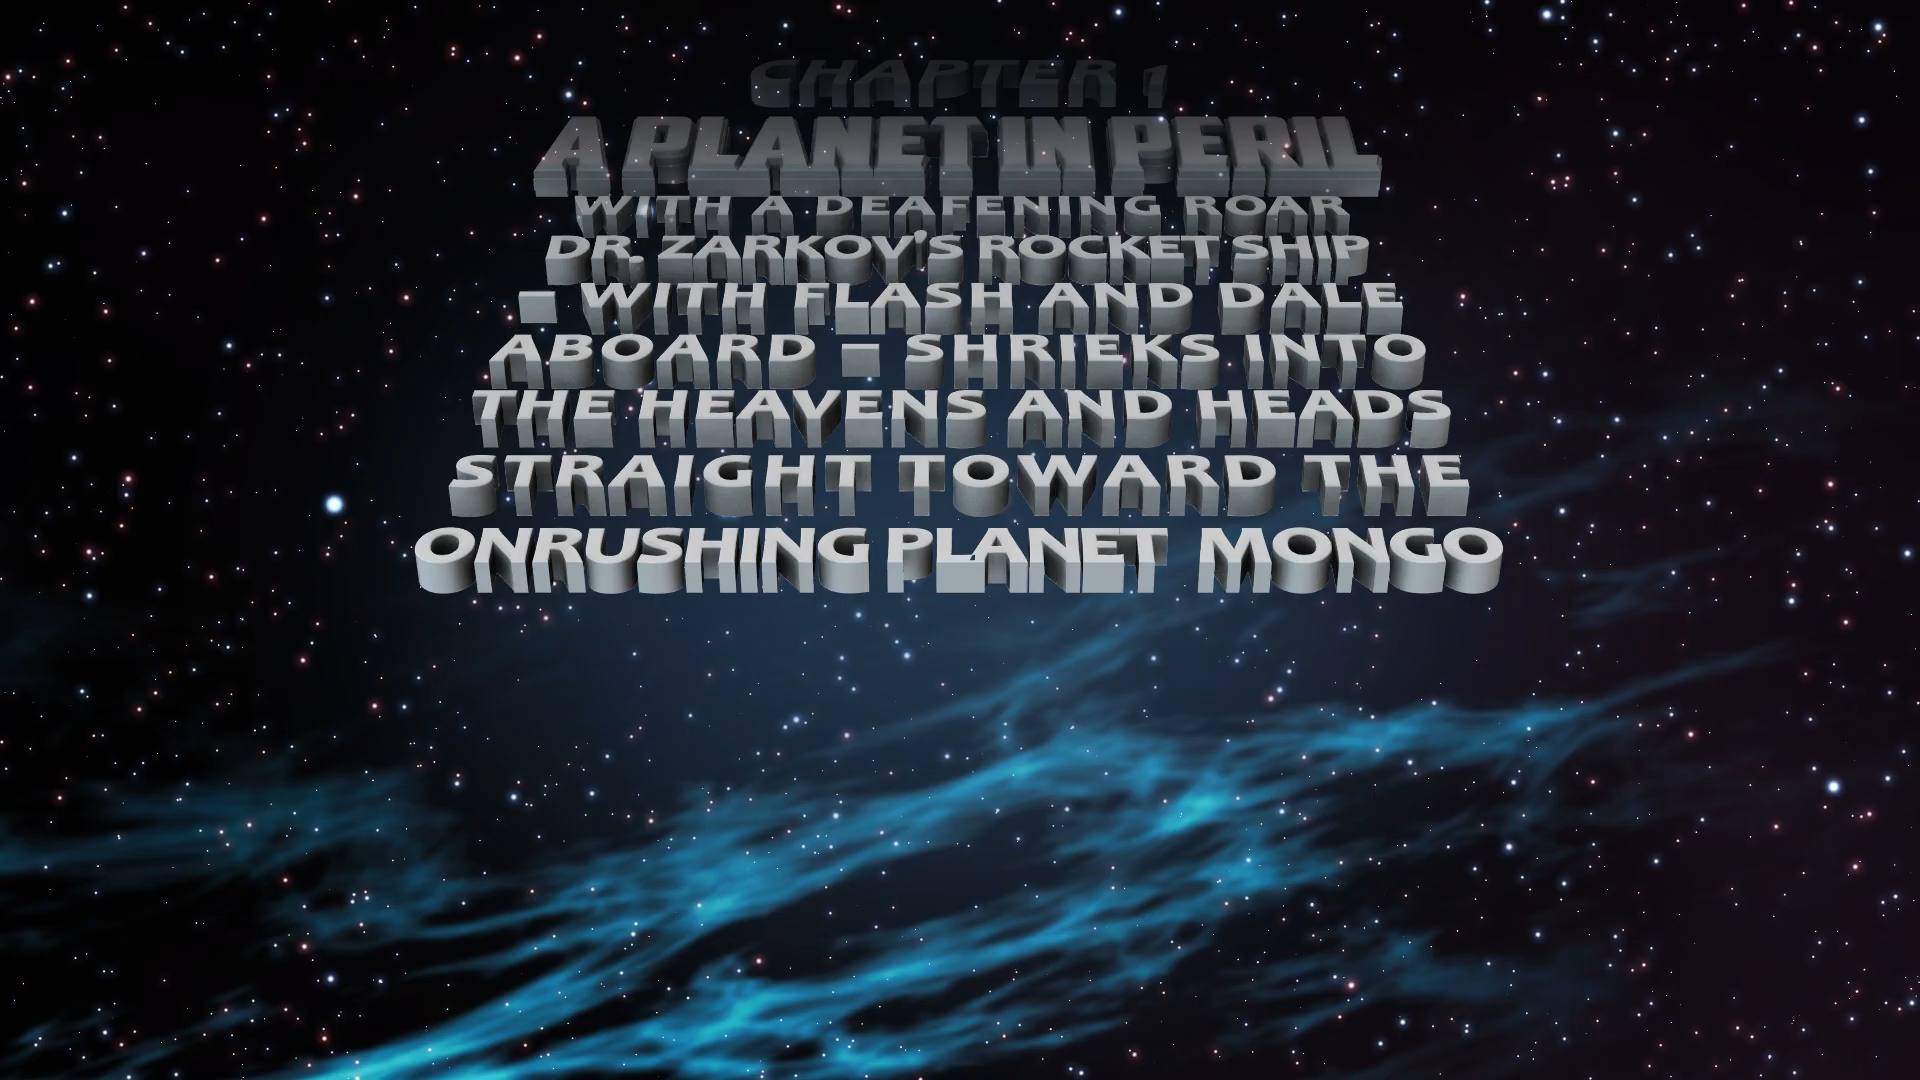 CHAPTER 1
A PLANET IN PERIL
WITH A DEAFENING ROAR
DR. ZARKOV'S ROCKET SHIP
- WITH FLASH AND DALE
ABOARD - SHRIEKS INTO
THE HEAVENS AND HEADS
STRAIGHT TOWARD THE
ONRUSHING PLANET MONGO